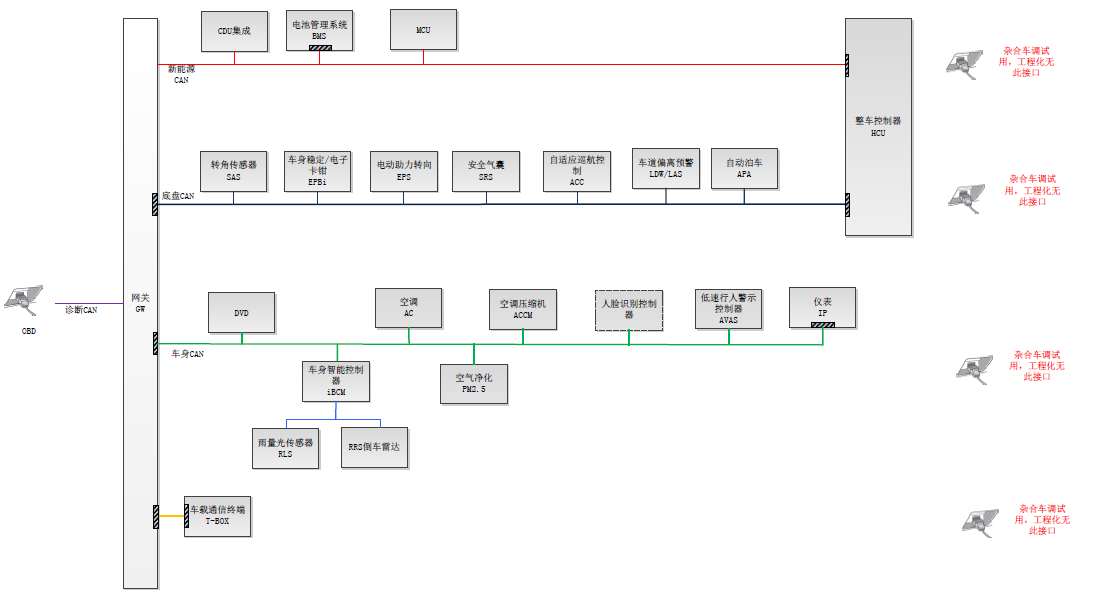 CDU集成
电池管理系统
BMS
MCU
新能源
CAN
杂合车调试
用，工程化无
此接口
整车控制器
HCU
转角传感器
SAS
车身稳定/电子
卡钳
EPBi
电动助力转向
EPS
安全气囊
SRS
自适应巡航控
制
ACC
车道偏离预警
LDW/LAS
自动泊车
APA
底盘CAN
杂合车调试
用，工程化无
此接口
网关
GW
诊断CAN
OBD
DVD
空调
AC
空调压缩机
ACCM
人脸识别控制
器
低速行人警示
控制器
AVAS
仪表
IP
车身CAN
车身智能控制
器
iBCM
空气净化
PM2.5
杂合车调试
用，工程化无
此接口
雨量光传感器
RLS
RRS倒车雷达
车载通信终端
T-BOX
杂合车调试
用，工程化无
此接口